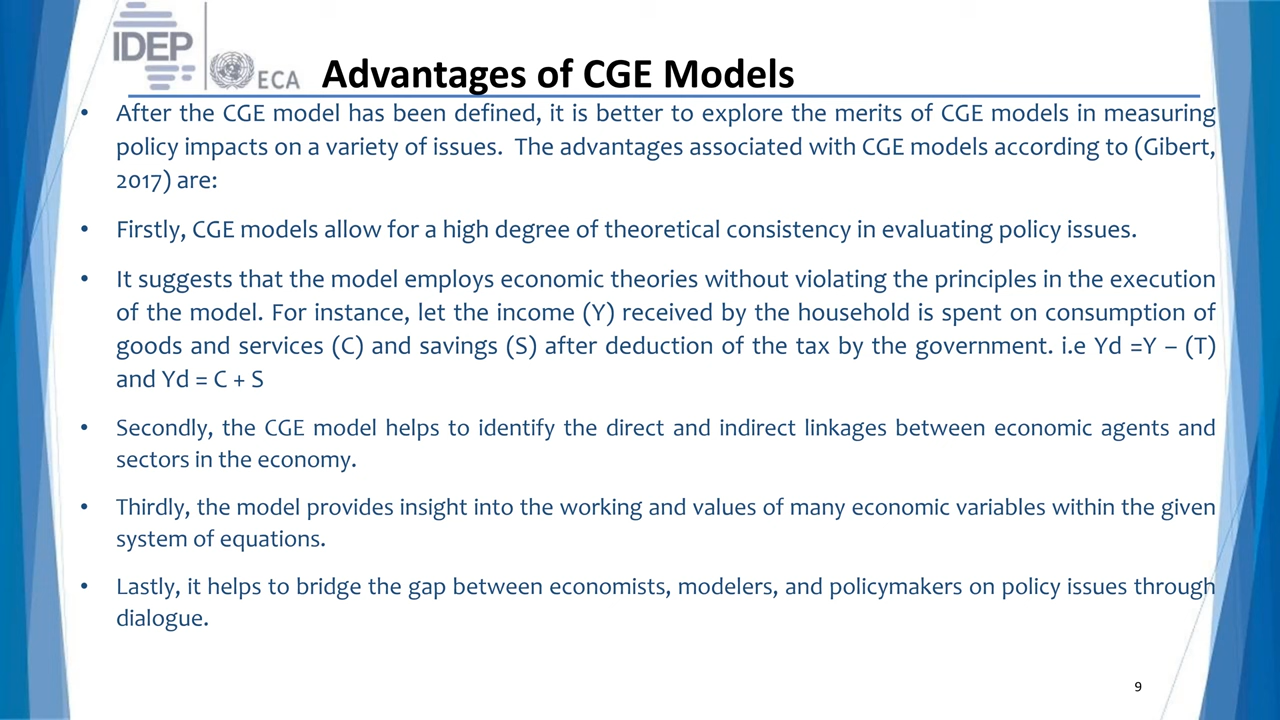 IDEP
ECA
Advantages of CGE Models
• After the CGE model has been defined, it is better to explore the merits of CGE models in measuring
policy impacts on a variety of issues. The advantages associated with CGE models according to (Gibert,
2017) are:
• Firstly, CGE models allow for a high degree of theoretical consistency in evaluating policy issues.
• It suggests that the model employs economic theories without violating the principles in the execution
of the model. For instance, let the income (Y) received by the household is spent on consumption of
goods and services (C) and savings (S) after deduction of the tax by the government. i.e Yd =Y – (T)
and Yd = C + S
• Secondly, the CGE model helps to identify the direct and indirect linkages between economic agents and
sectors in the economy.
• Thirdly, the model provides insight into the working and values of many economic variables within the given
system of equations.
• Lastly, it helps to bridge the gap between economists, modelers, and policymakers on policy issues through
dialogue.
9